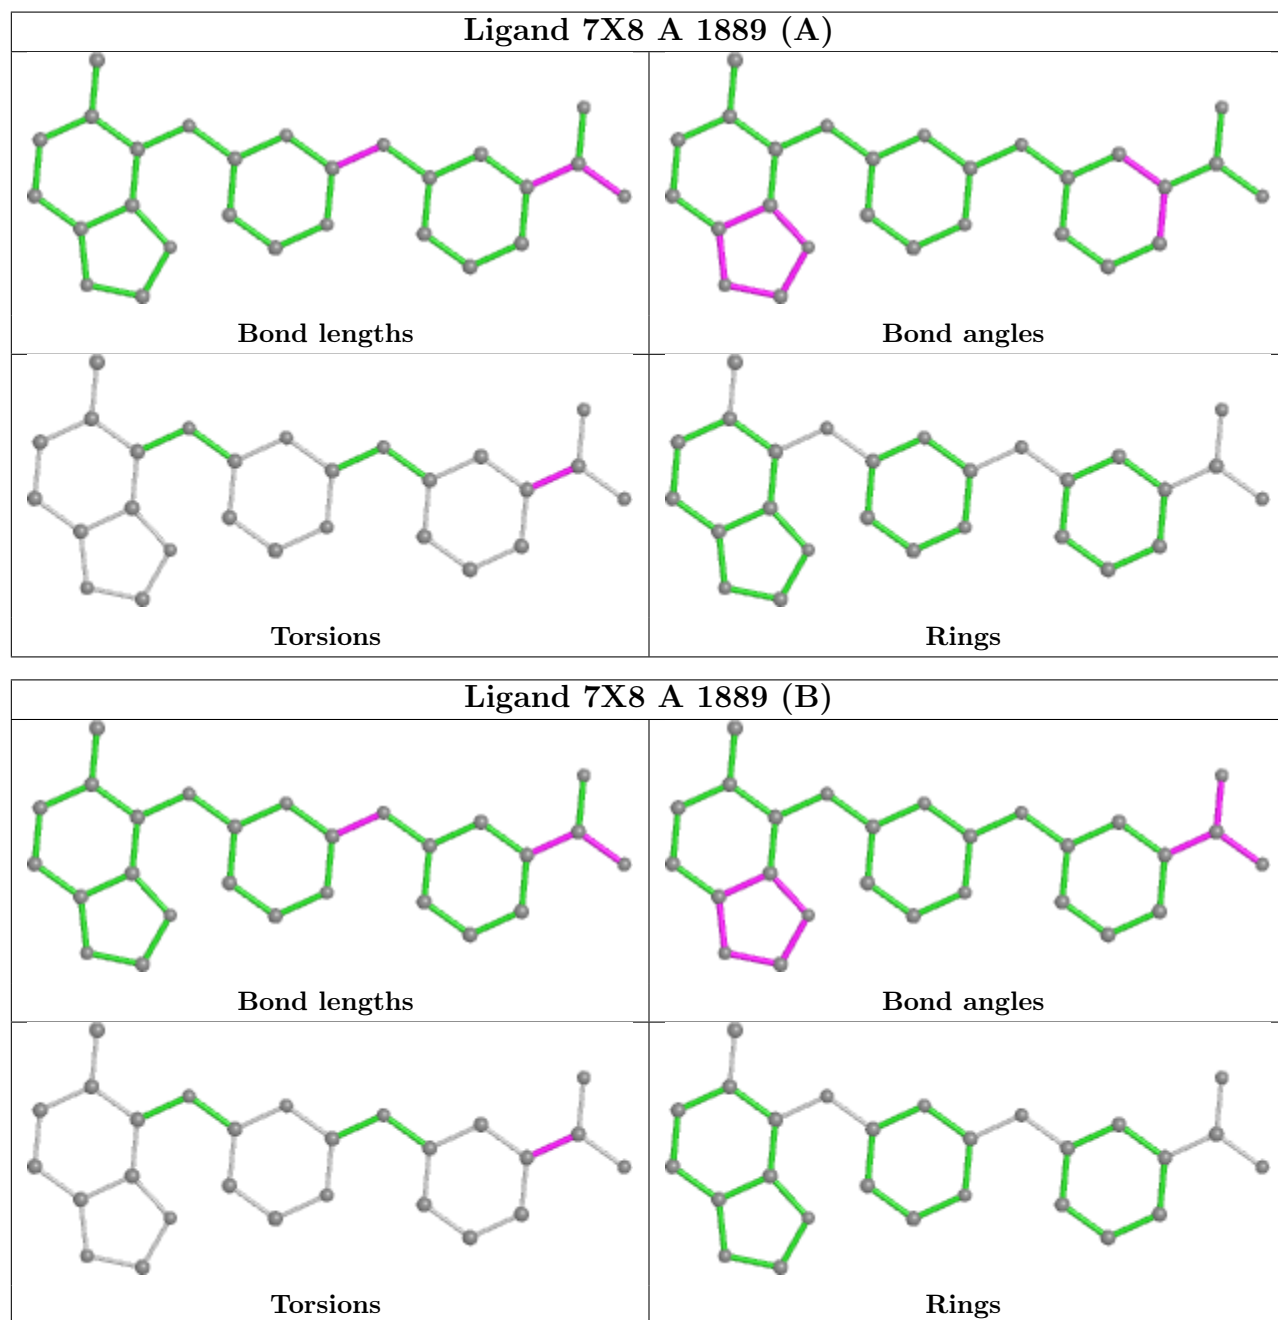 Ligand 7X8 A 1889 (A)
Bond lengths
Bond angles
Torsions
Rings
Ligand 7X8 A 1889 (B)
Bond lengths
Bond angles
Torsions
Rings